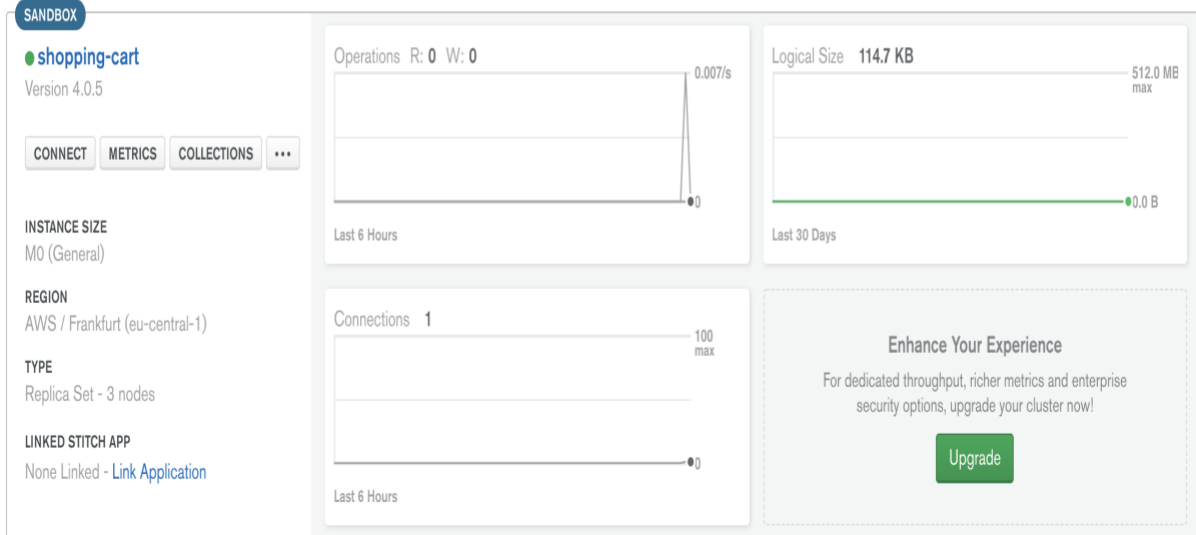 SANDBOX
shopping-cart
Version 4.0.5
CONNECT METRICS COLLECTIONS ...
INSTANCE SIZE
M0 (General)
REGION
AWS / Frankfurt (eu-central-1)
TYPE
Replica Set - 3 nodes
LINKED STITCH APP
None Linked - Link Application
Operations R: 0 W: 0
0.007/s
0
Last 6 Hours
Logical Size 114.7 KB
512.0 MB
max
0.0 B
Last 30 Days
Connections 1
100
max
0
Last 6 Hours
Enhance Your Experience
For dedicated throughput, richer metrics and enterprise
security options, upgrade your cluster now!
Upgrade